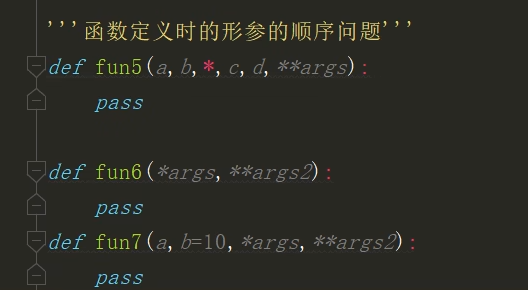 '''函数定义时的形参的顺序问题'''
def fun5(a,b,*,c,d,**args):
    pass
def fun6(*args,**args2):
    pass
def fun7(a,b=10,*args,**args2):
    pass